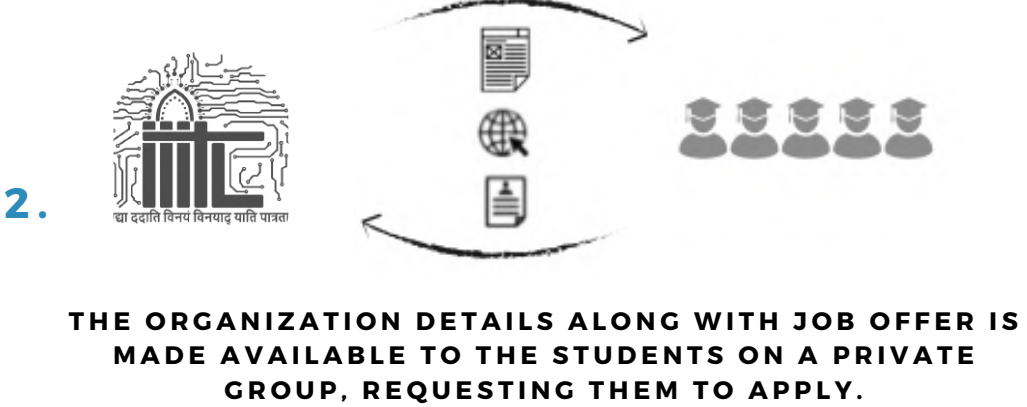 IIITL
2.
द्या ददाति विनयं विनयाद् याति पात्रता
THE ORGANIZATION DETAILS ALONG WITH JOB OFFER IS
MADE AVAILABLE TO THE STUDENTS ON A PRIVATE
GROUP, REQUESTING THEM TO APPLY.